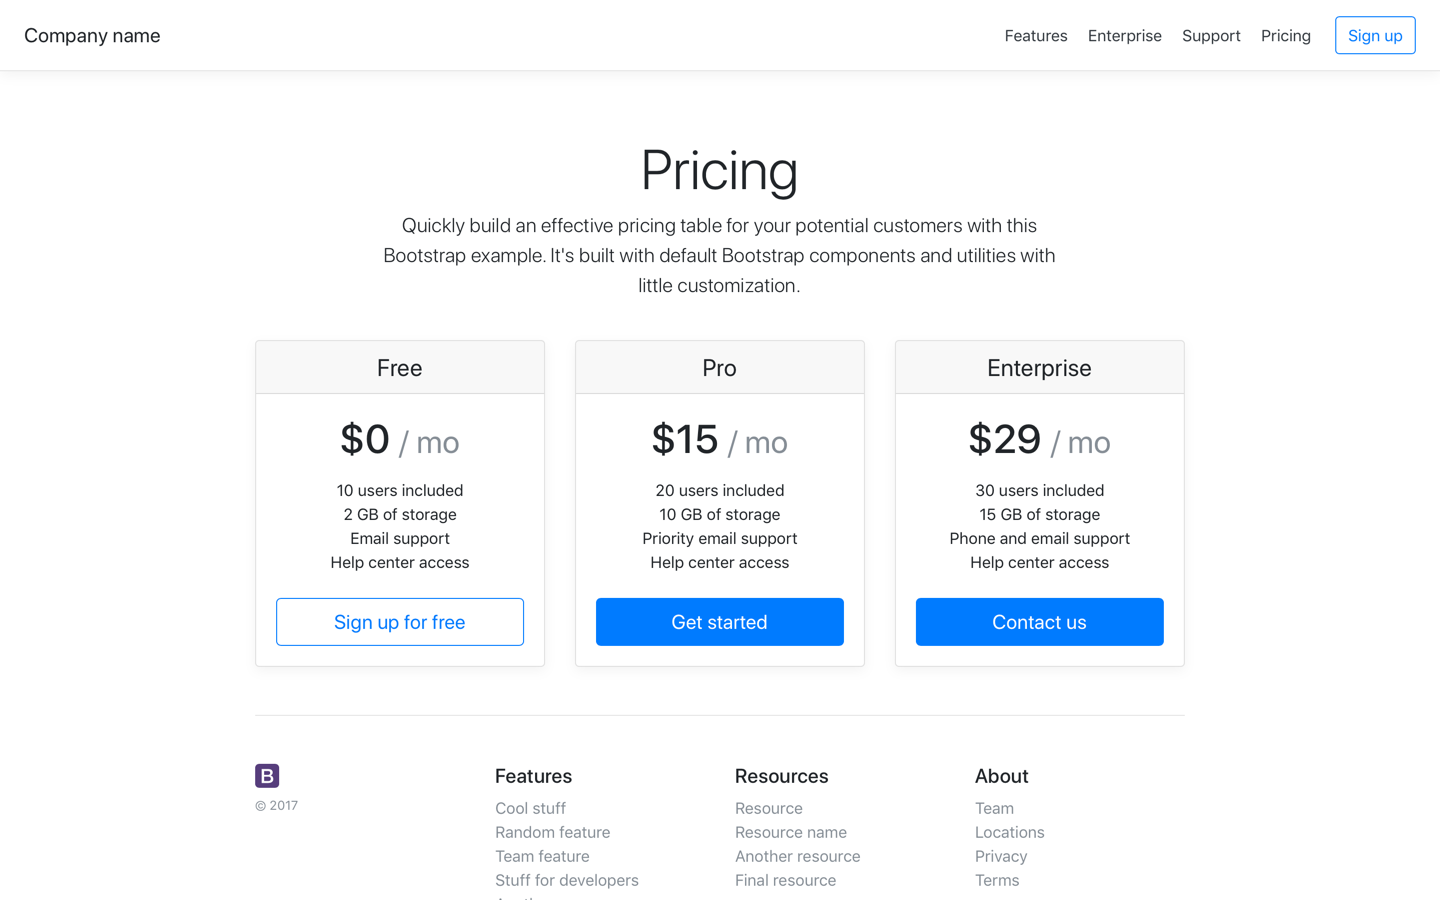 Company name
Features Enterprise Support Pricing Sign up
Pricing
Quickly build an effective pricing table for your potential customers with this
Bootstrap example. It's built with default Bootstrap components and utilities with
little customization.
Free
$0 / mo
10 users included
2 GB of storage
Email support
Help center access
Sign up for free
Pro
$15 / mo
20 users included
10 GB of storage
Priority email support
Help center access
Get started
Enterprise
$29 / mo
30 users included
15 GB of storage
Phone and email support
Help center access
Contact us
B
© 2017
Features
Cool stuff
Random feature
Team feature
Stuff for developers
Resources
Resource
Resource name
Another resource
Final resource
About
Team
Locations
Privacy
Terms